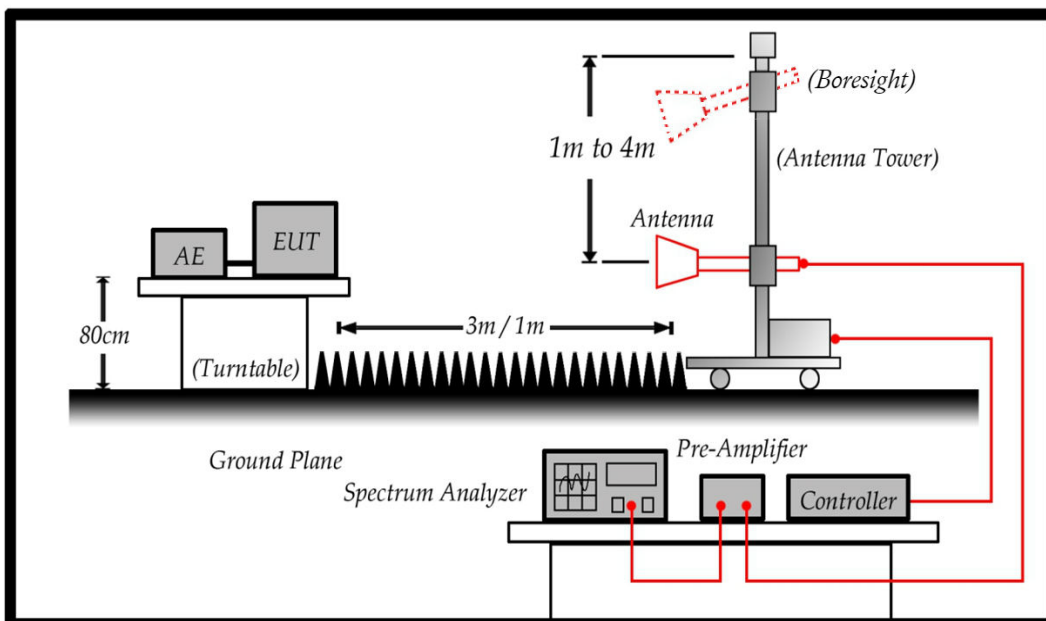 (Boresight)
1m to 4m
(Antenna Tower)
Antenna
EUT
AE
80cm
3m / 1m
(Turntable)
Ground Plane
Pre-Amplifier
Spectrum Analyzer
Controller